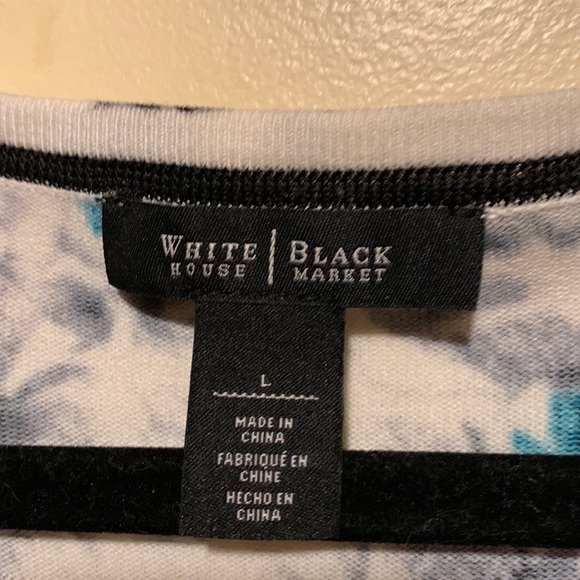 WHITE | BLACK
HOUSE MARKET
L
MADE IN
CHINA
FABRIQUÉ EN
CHINE
HECHO EN
CHINA